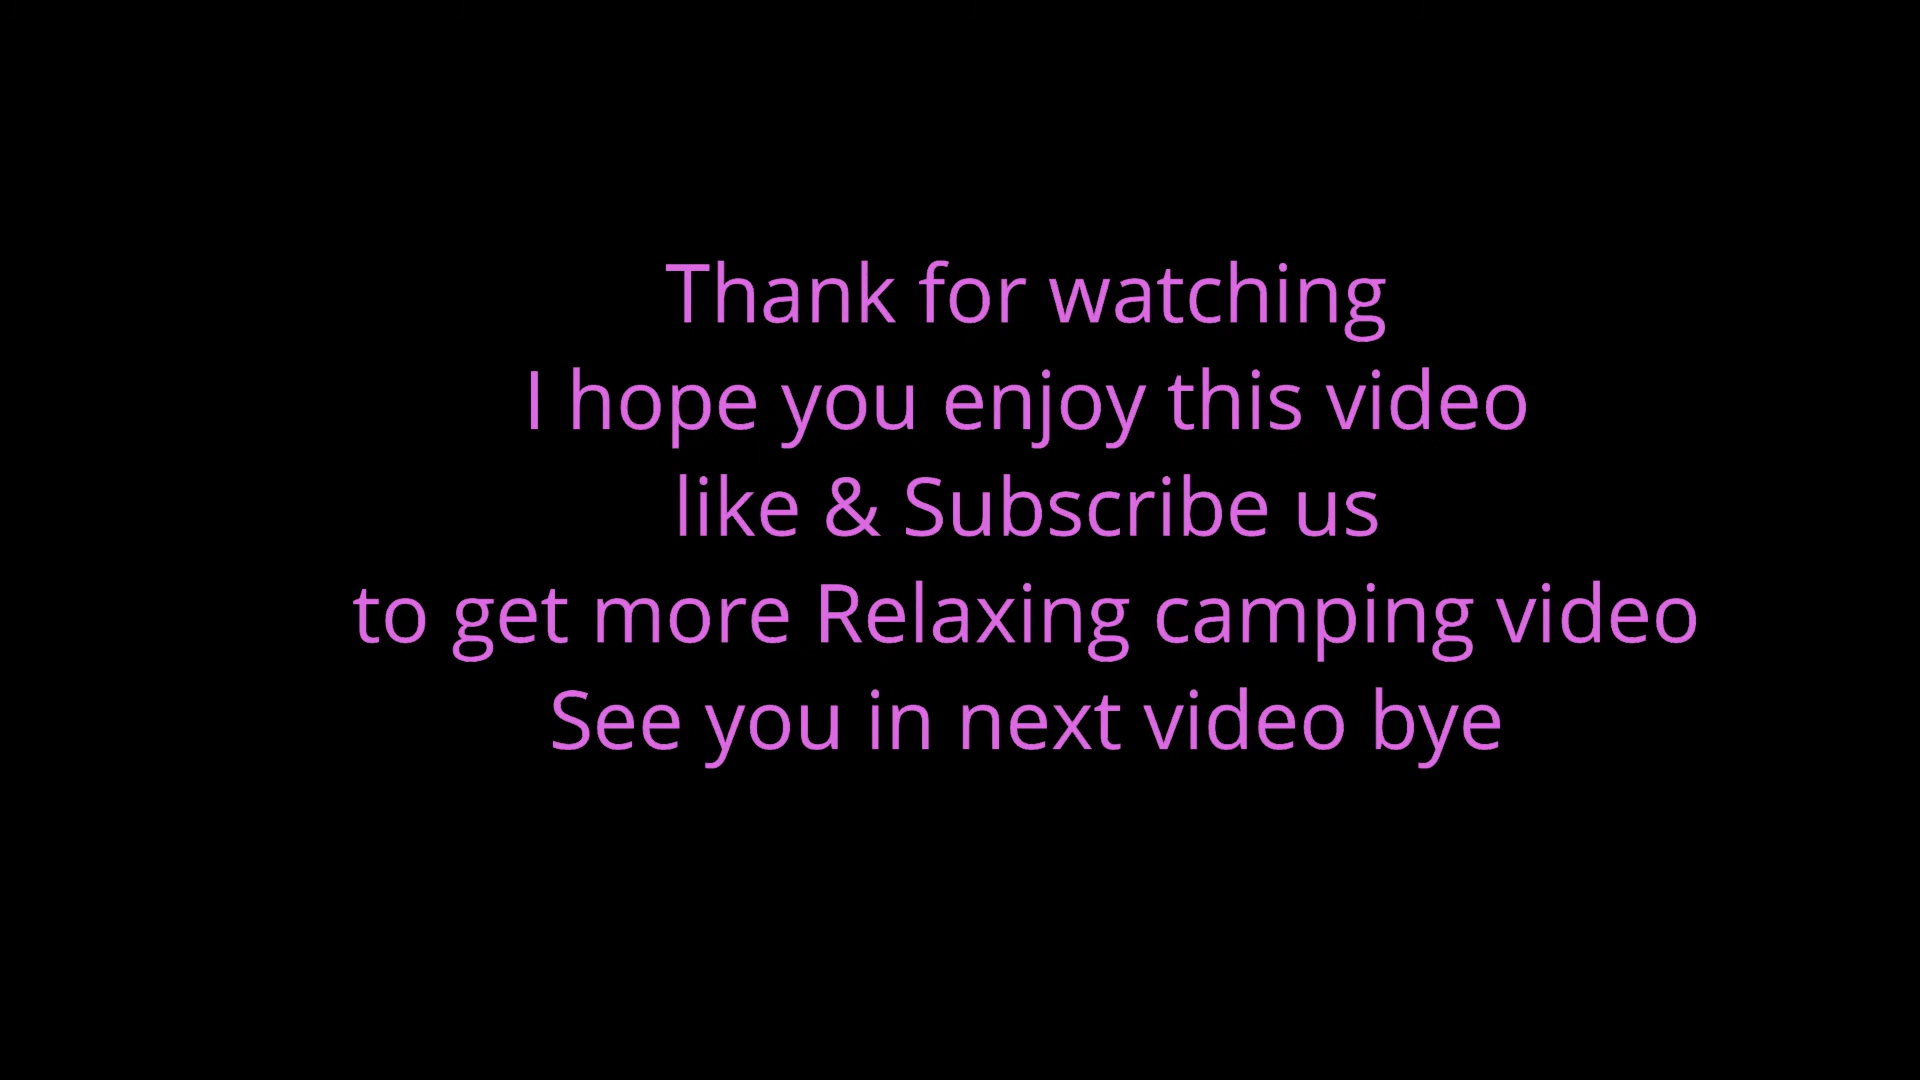 Thank for watching
I hope you enjoy this video
like & Subscribe us
to get more Relaxing camping video
See you in next video bye